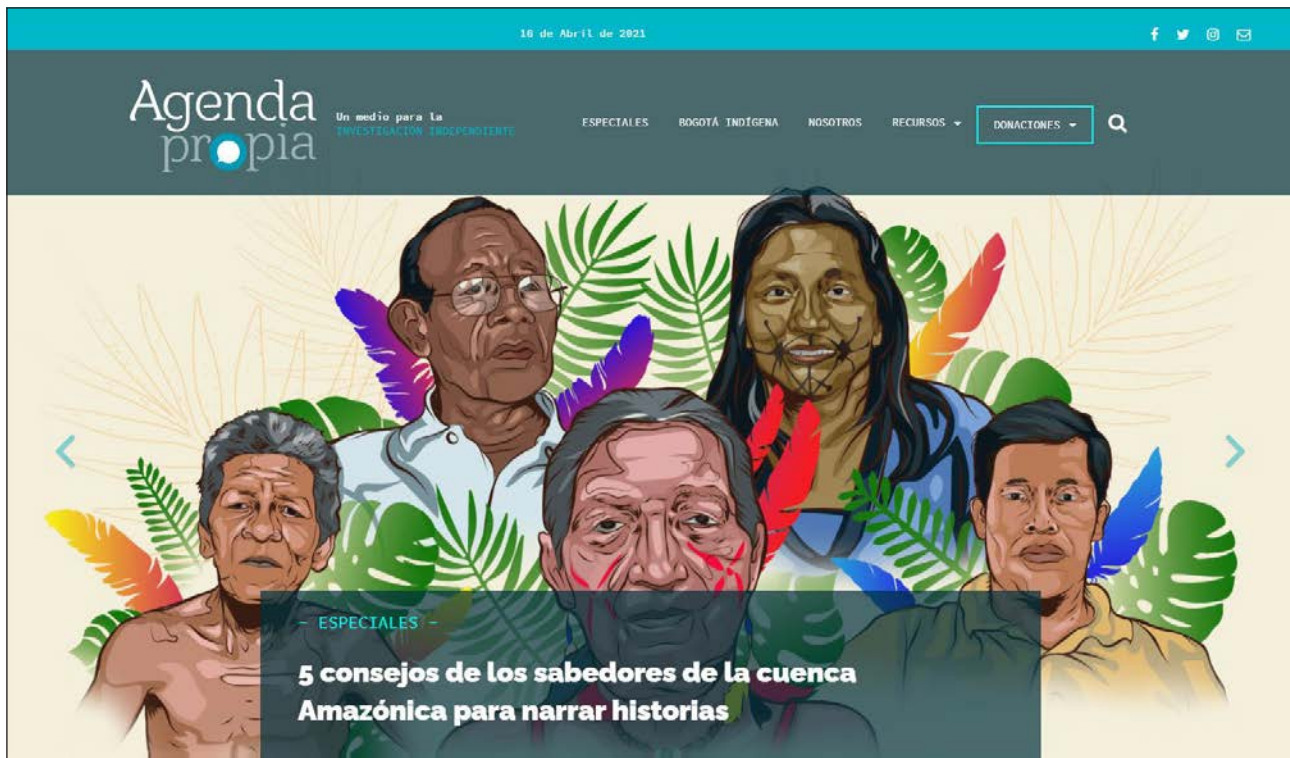 16 de Abril de 2021
Agenda
propia
Un medio para la
INVESTIGACIÓN INDEPENDIENTE
ESPECIALES
BOGOTÁ INDÍGENA
NOSOTROS
RECURSOS
DONACIONES
- ESPECIALES -
5 consejos de los sabedores de la cuenca
Amazónica para narrar historias